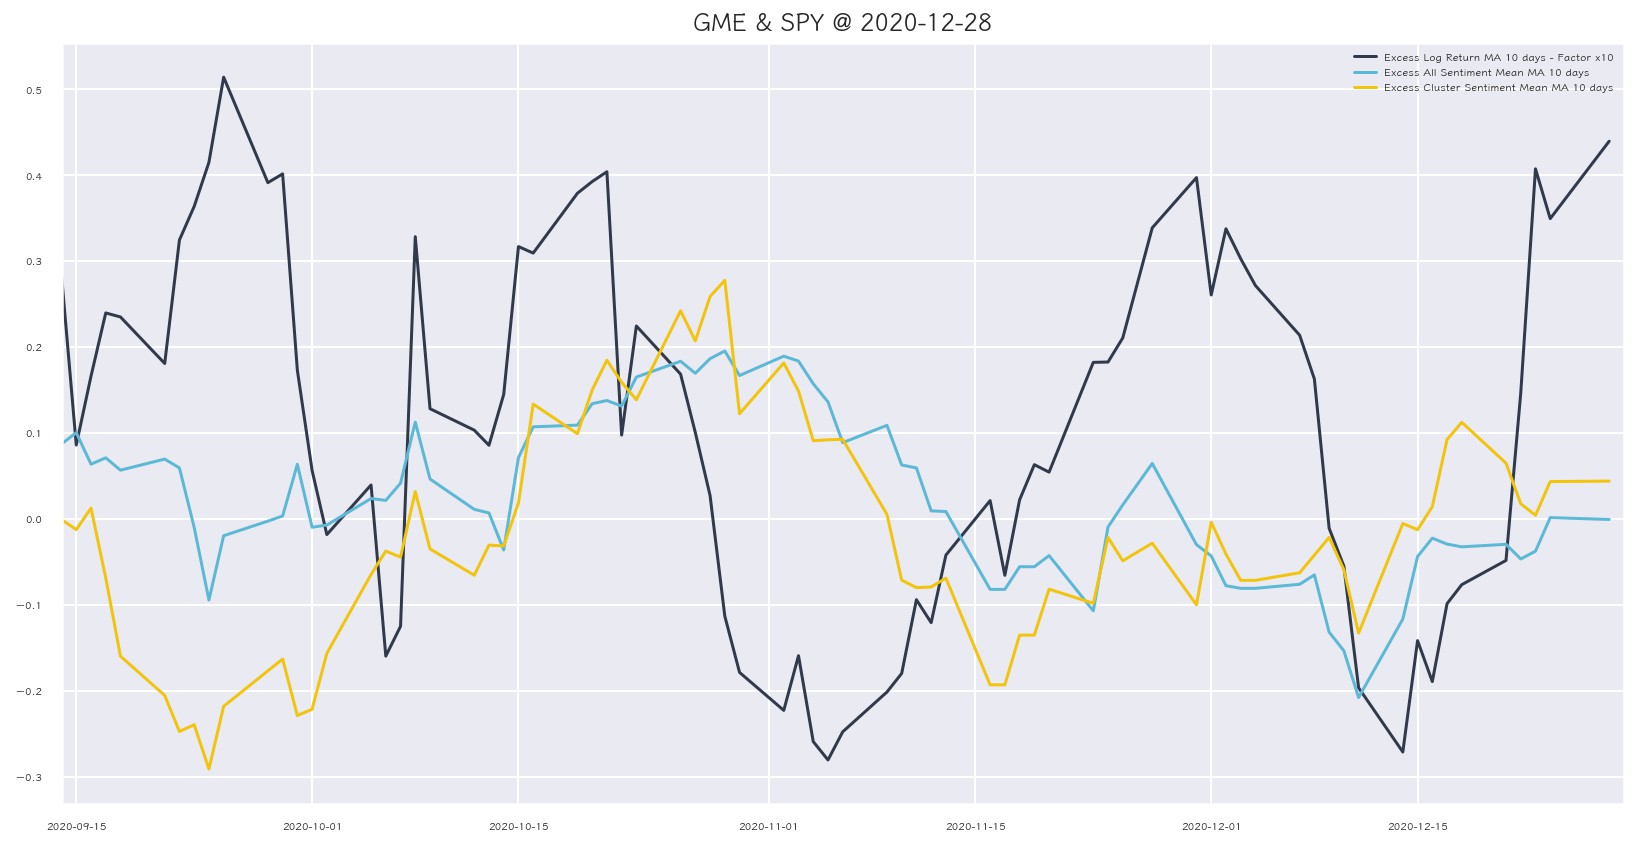 GME & SPY @ 2020-12-28
Excess Log Return MA 10 days - Factor x10
Excess All Sentiment Mean MA 10 days
Excess Cluster Sentiment Mean MA 10 days
0.5
0.4
0.3
0.2
0.1
0.0
−0.1
−0.2
−0.3
2020-09-15 2020-10-01 2020-10-15 2020-11-01 2020-11-15 2020-12-01 2020-12-15